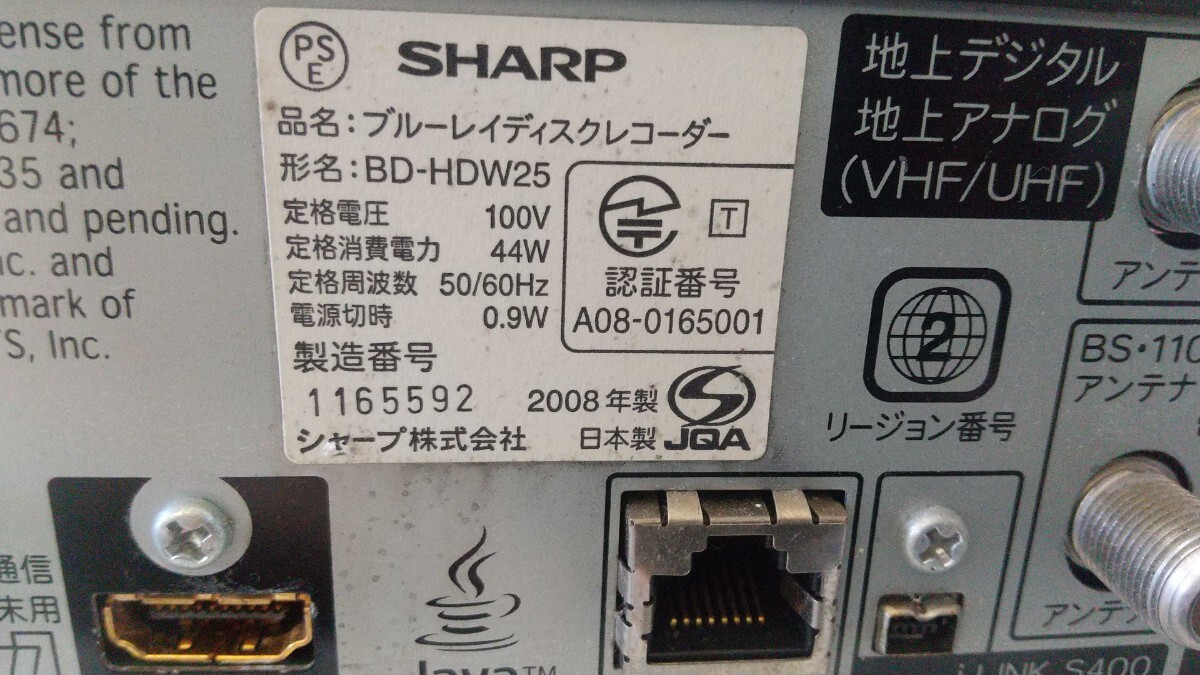 ense from
more of the
674;
35 and
and pending.
c. and
mark of
S, Inc.
PS
E
SHARP
品名:ブルーレイディスクレコーダー
形名:BD-HDW25
定格電圧 100V
定格消費電力 44W
定格周波数 50/60Hz
電源切時 0.9W
T
認証番号
A08-0165001
製造番号
1165592
2008年製
シャープ株式会社
日本製 JQA
地上デジタル
地上アナログ
(VHF/UHF)
アンテ
2
リージョン番号
BS・110
アンテナ
アンテナ
通信
末用
力
Java™
i.LINK S400